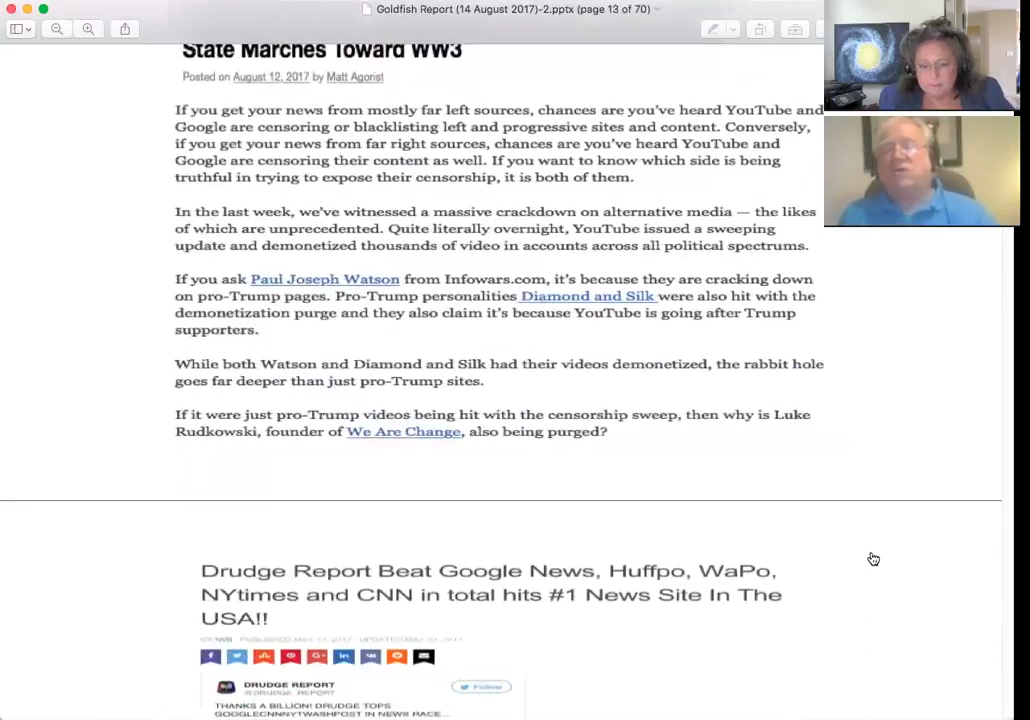 Goldfish Report (14 August 2017)-2.pptx (page 13 of 70)
State Marches Toward WW3
Posted on August 12, 2017 by Matt Agorist
If you get your news from mostly far left sources, chances are you've heard YouTube and
Google are censoring or blacklisting left and progressive sites and content. Conversely,
if you get your news from far right sources, chances are you've heard YouTube and
Google are censoring their content as well. If you want to know which side is being
truthful in trying to expose their censorship, it is both of them.
In the last week, we've witnessed a massive crackdown on alternative media — the likes
of which are unprecedented. Quite literally overnight, YouTube issued a sweeping
update and demonetized thousands of video in accounts across all political spectrums.
If you ask Paul Joseph Watson from Infowars.com, it's because they are cracking down
on pro-Trump pages. Pro-Trump personalities Diamond and Silk were also hit with the
demonetization purge and they also claim it's because YouTube is going after Trump
supporters.
While both Watson and Diamond and Silk had their videos demonetized, the rabbit hole
goes far deeper than just pro-Trump sites.
If it were just pro-Trump videos being hit with the censorship sweep, then why is Luke
Rudkowski, founder of We Are Change, also being purged?
Drudge Report Beat Google News, Huffpo, WaPo,
NYtimes and CNN in total hits #1 News Site In The
USA!!
DRUDGE REPORT
@DRUDGE_REPORT
Follow
THANKS A BILLION! DRUDGE TOPS
GOOGLECNNNYTWASHPOST IN NEWS RACE...